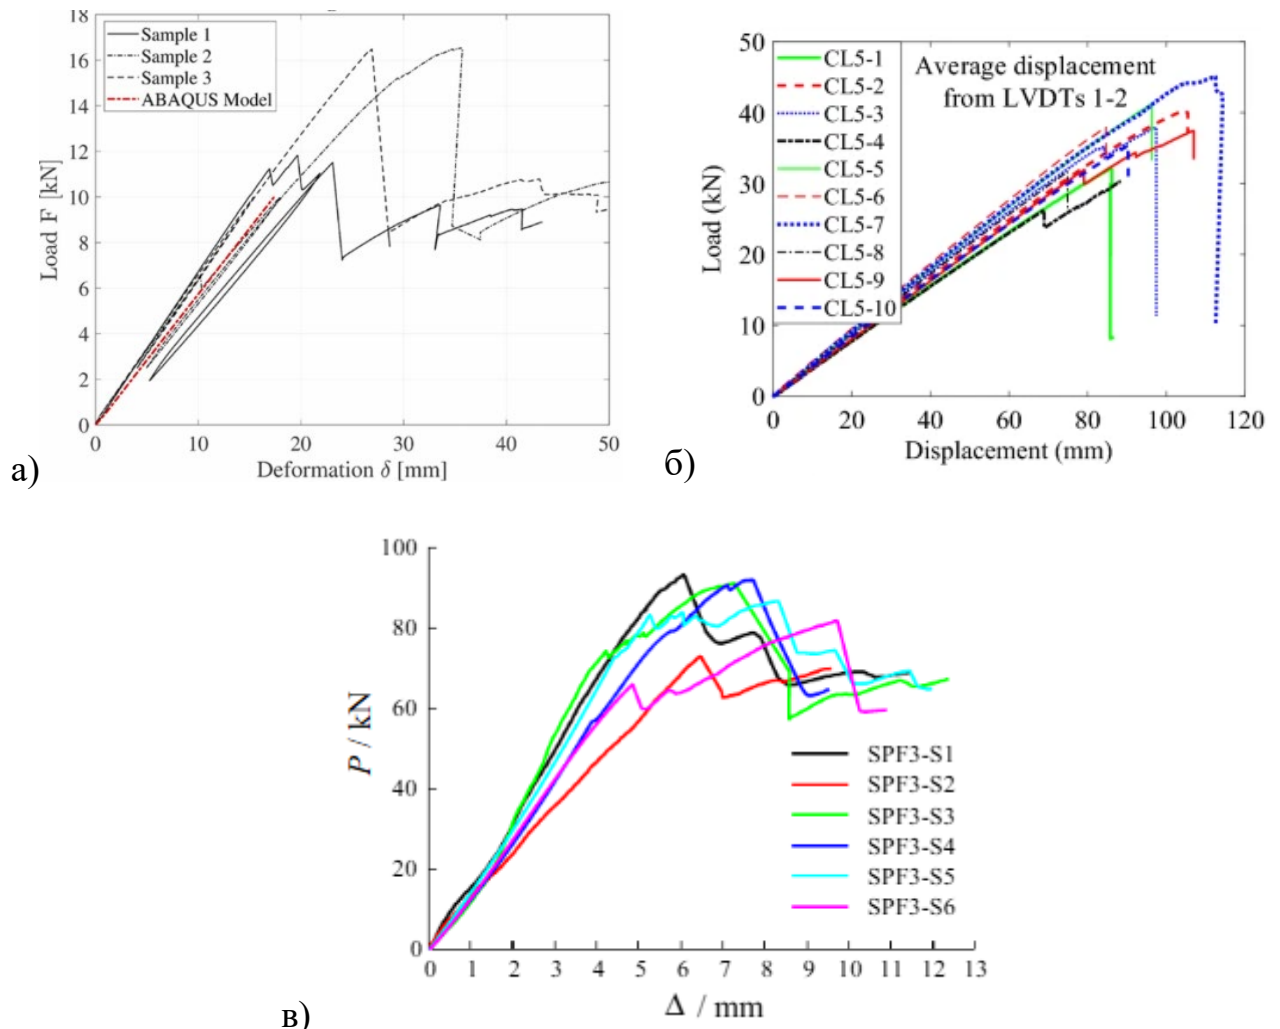 18
16
14
12
10
8
6
4
2
0
Load F [kN]
Sample 1
Sample 2
Sample 3
ABAQUS Model
0 10 20 30 40 50
Deformation δ [mm]
а)
50
40
30
20
10
0
Load (kN)
CL5-1
CL5-2
CL5-3
CL5-4
CL5-5
CL5-6
CL5-7
CL5-8
CL5-9
CL5-10
Average displacement
from LVDTs 1-2
0 20 40 60 80 100 120
Displacement (mm)
б)
100
80
60
40
20
0
P / kN
SPF3-S1
SPF3-S2
SPF3-S3
SPF3-S4
SPF3-S5
SPF3-S6
0 1 2 3 4 5 6 7 8 9 10 11 12 13
Δ / mm
в)